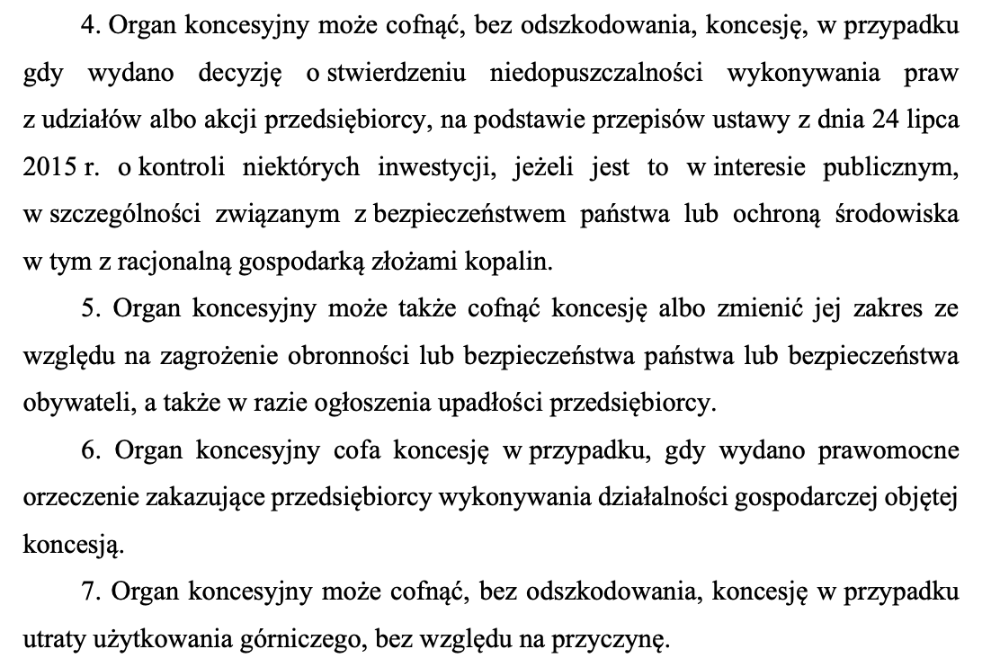 4. Organ koncesyjny może cofnąć, bez odszkodowania, koncesję, w przypadku
gdy wydano decyzję o stwierdzeniu niedopuszczalności wykonywania praw
z udziałów albo akcji przedsiębiorcy, na podstawie przepisów ustawy z dnia 24 lipca
2015 r. o kontroli niektórych inwestycji, jeżeli jest to w interesie publicznym,
w szczególności związanym z bezpieczeństwem państwa lub ochroną środowiska
w tym z racjonalną gospodarką złożami kopalin.
5. Organ koncesyjny może także cofnąć koncesję albo zmienić jej zakres ze
względu na zagrożenie obronności lub bezpieczeństwa państwa lub bezpieczeństwa
obywateli, a także w razie ogłoszenia upadłości przedsiębiorcy.
6. Organ koncesyjny cofa koncesję w przypadku, gdy wydano prawomocne
orzeczenie zakazujące przedsiębiorcy wykonywania działalności gospodarczej objętej
koncesją.
7. Organ koncesyjny może cofnąć, bez odszkodowania, koncesję w przypadku
utraty użytkowania górniczego, bez względu na przyczynę.